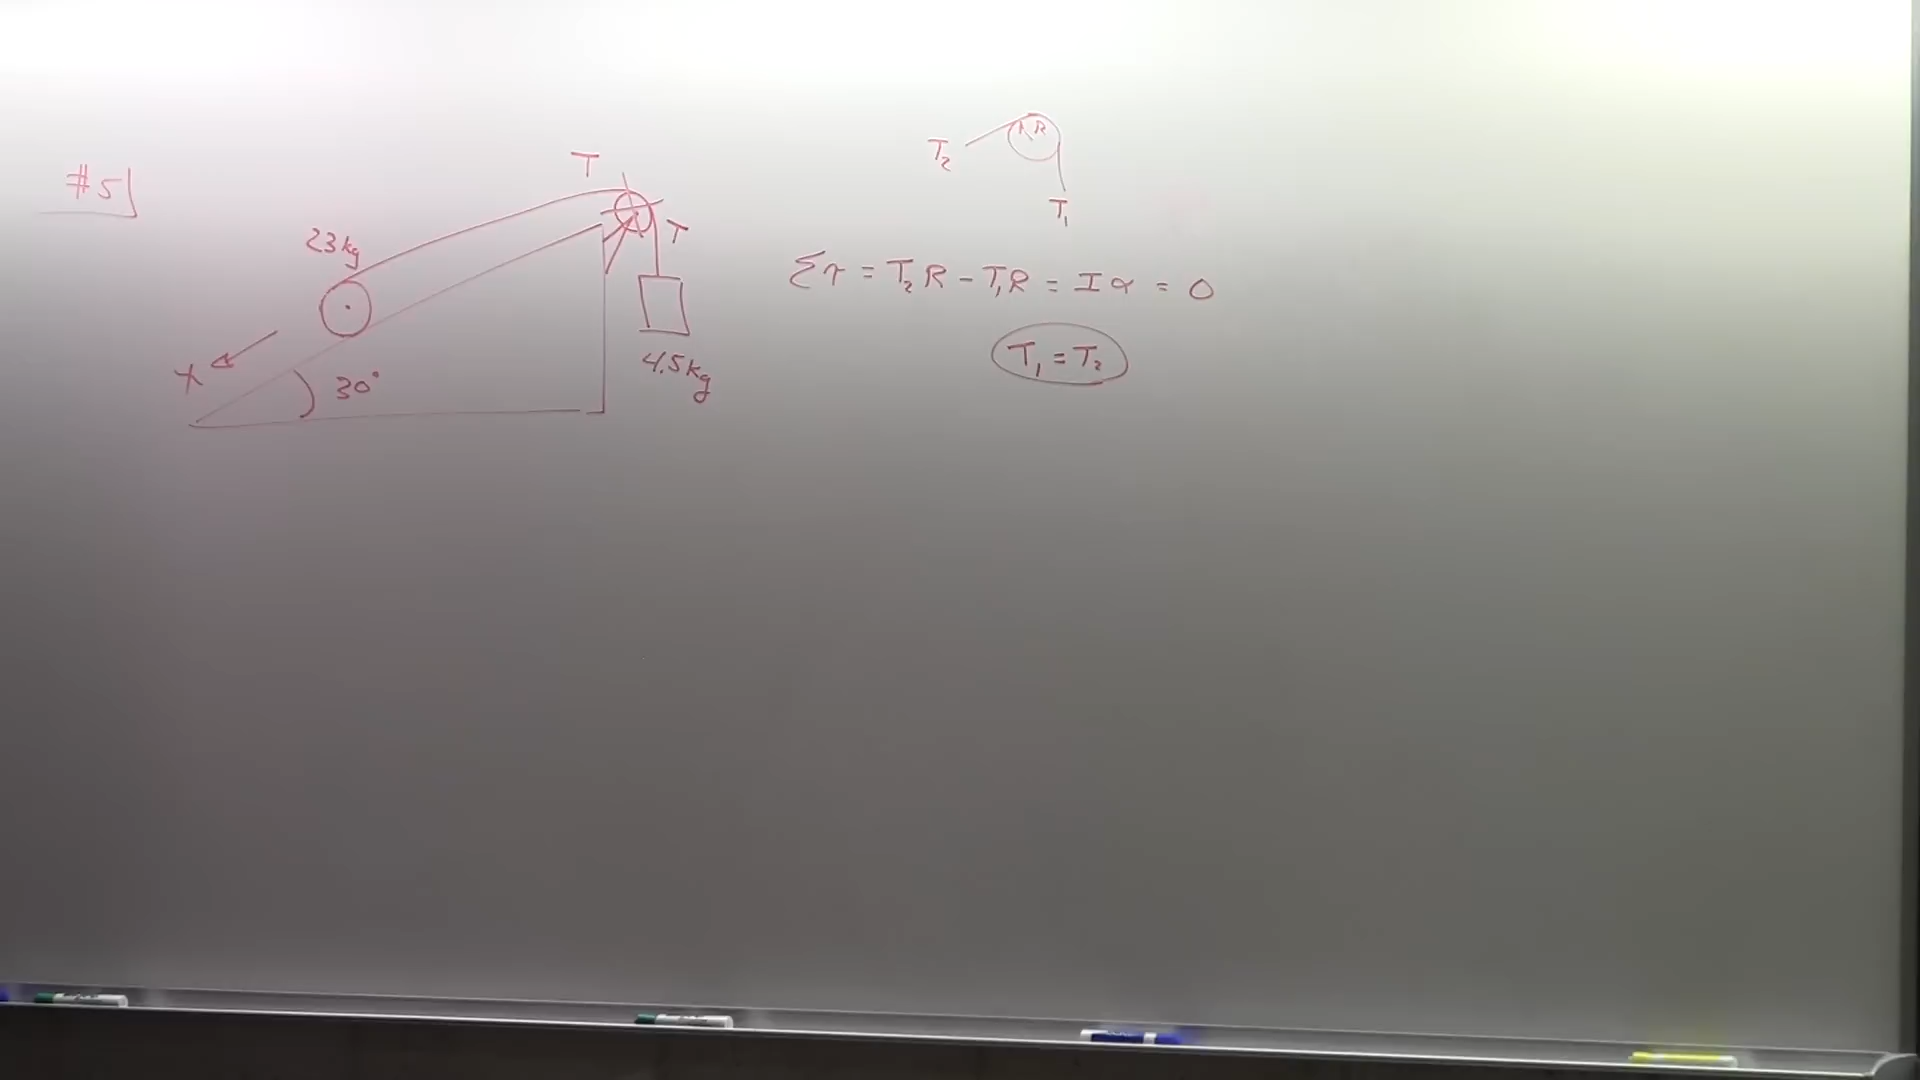 #5
T
23kg
T
4.5kg
X
30°
R
T₂
T₁
Στ = T₂R - T₁R = Iα = 0
T₁ = T₂